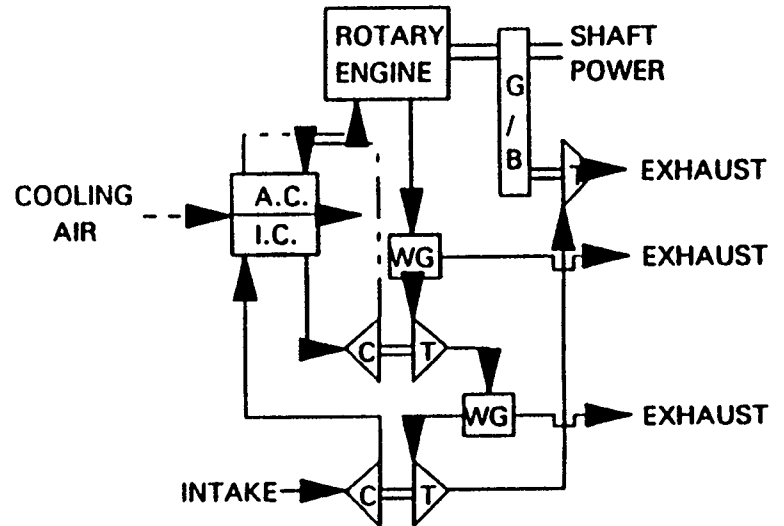 ROTARY
ENGINE
SHAFT
POWER
G
/
B
T
EXHAUST
COOLING
AIR
A.C.
I.C.
WG
EXHAUST
C
T
WG
EXHAUST
INTAKE
C
T